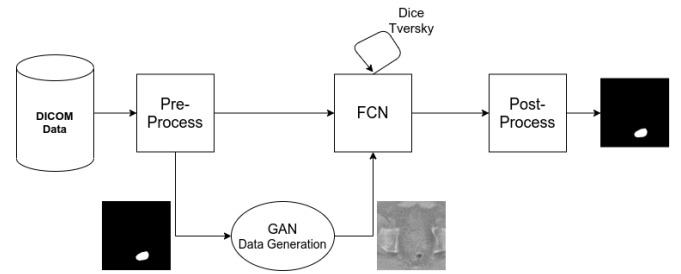 Dice
Tversky
DICOM
Data
Pre-
Process
FCN
Post-
Process
GAN
Data Generation